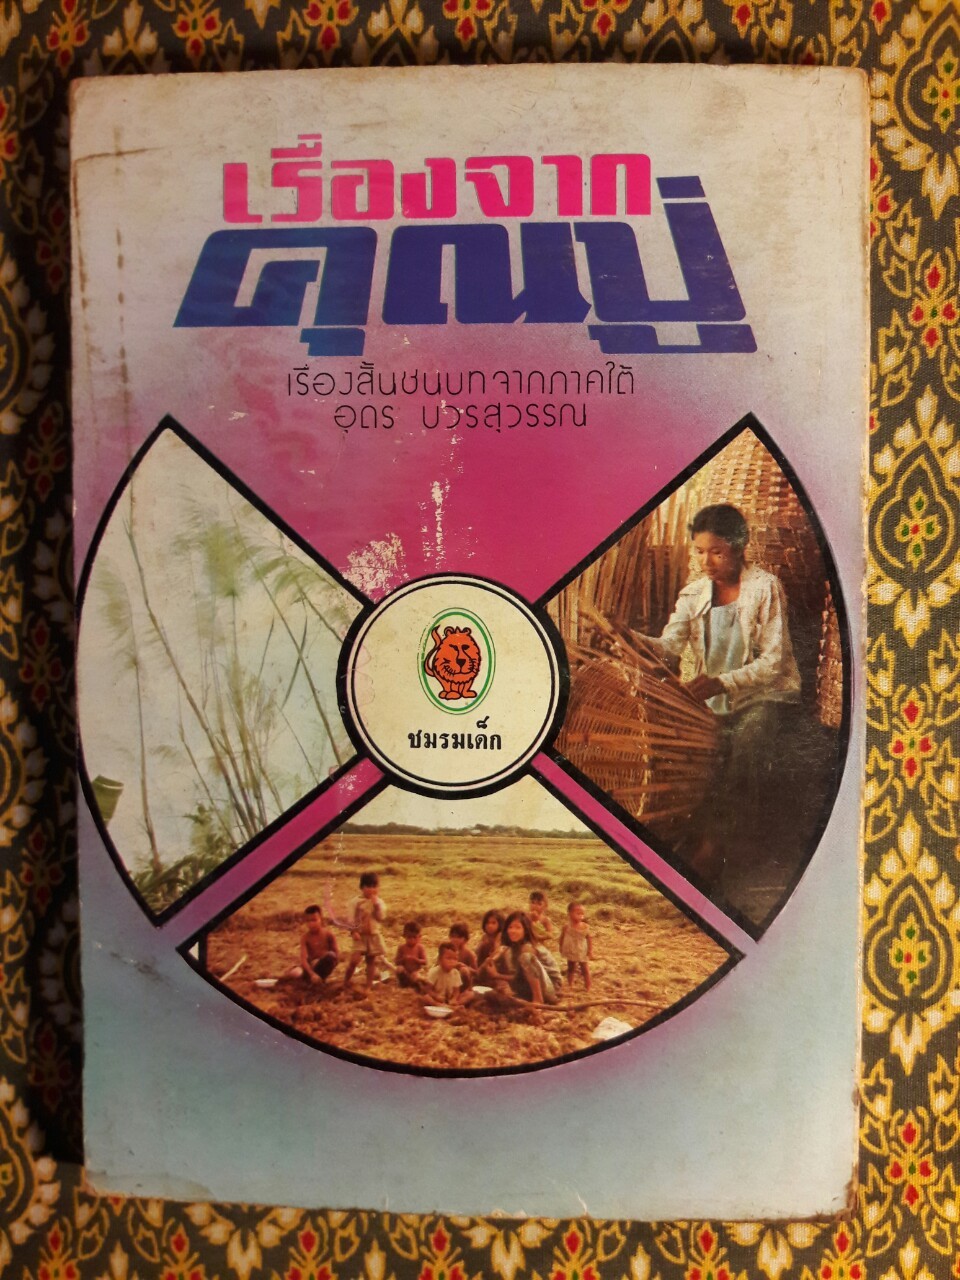 เรื่องจาก
คุณปู่
เรื่องสั้นชนบทจากภาคใต้
อุดร บวรสุวรรณ
ชมรมเด็ก